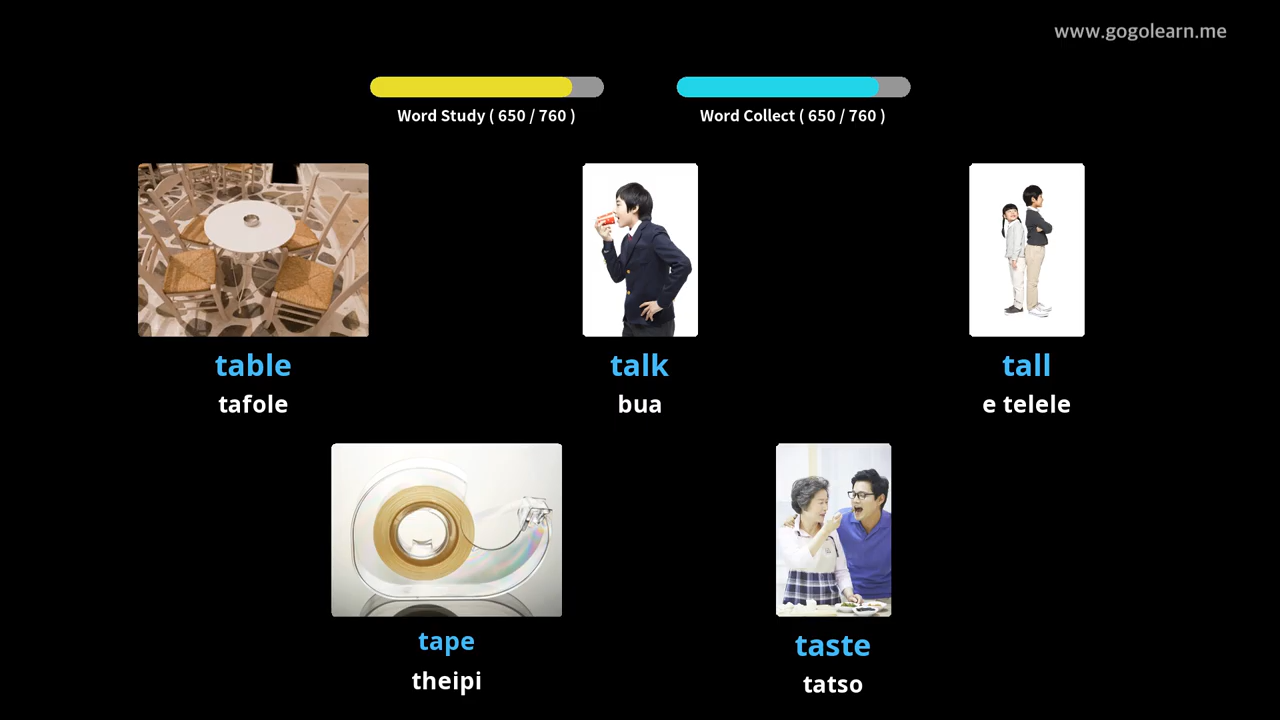 www.gogolearn.me
Word Study ( 650 / 760 )
Word Collect ( 650 / 760 )
table
tafole
talk
bua
tall
e telele
tape
theipi
taste
tatso